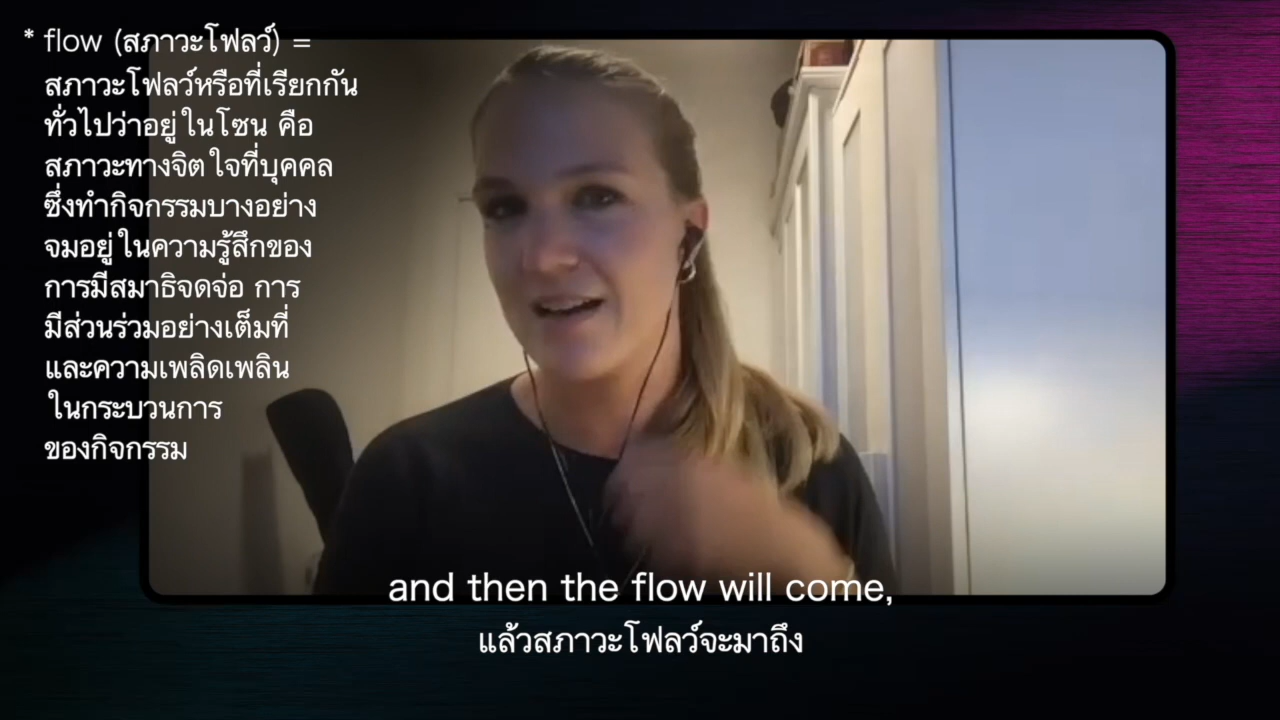 * flow (สภาวะโฟลว์) =
สภาวะโฟลว์หรือที่เรียกกัน
ทั่วไปว่าอยู่ในโซน คือ
สภาวะทางจิตใจที่บุคคล
ซึ่งทำกิจกรรมบางอย่าง
จมอยู่ในความรู้สึกของ
การมีสมาธิจดจ่อ การ
มีส่วนร่วมอย่างเต็มที่
และความเพลิดเพลิน
ในกระบวนการ
ของกิจกรรม
and then the flow will come,
แล้วสภาวะโฟลว์จะมาถึง